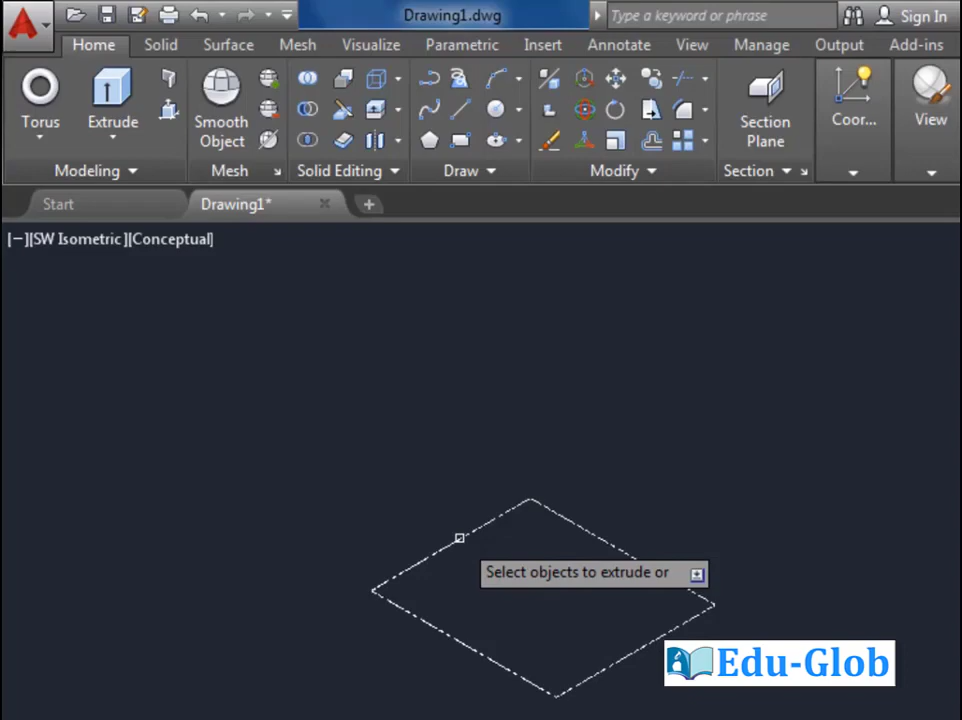 Drawing1.dwg
Type a keyword or phrase
Sign In
Home
Solid
Surface
Mesh
Visualize
Parametric
Insert
Annotate
View
Manage
Output
Add-ins
Torus
Extrude
Smooth
Object
Section
Plane
Coor...
View
Modeling
Mesh
Solid Editing
Draw
Modify
Section
Start
Drawing1*
[−][SW Isometric][Conceptual]
Select objects to extrude or
Edu-Glob